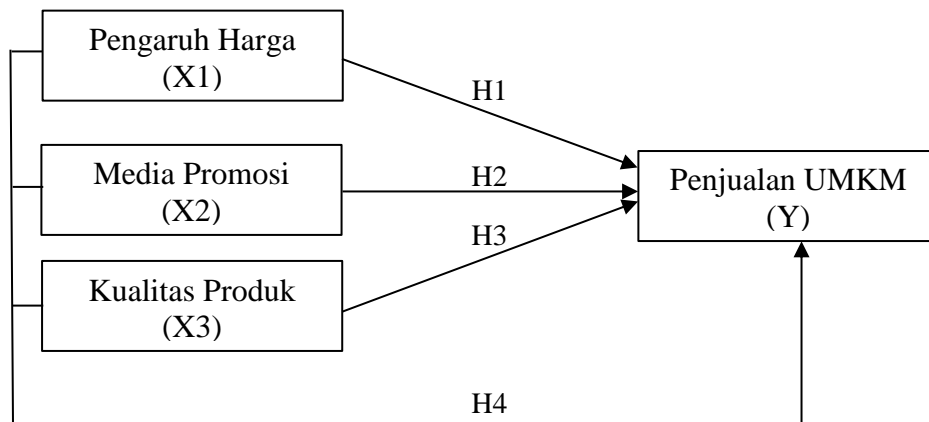 Pengaruh Harga
(X1)
H1
Media Promosi
(X2)
H2
Penjualan UMKM
(Y)
H3
Kualitas Produk
(X3)
H4